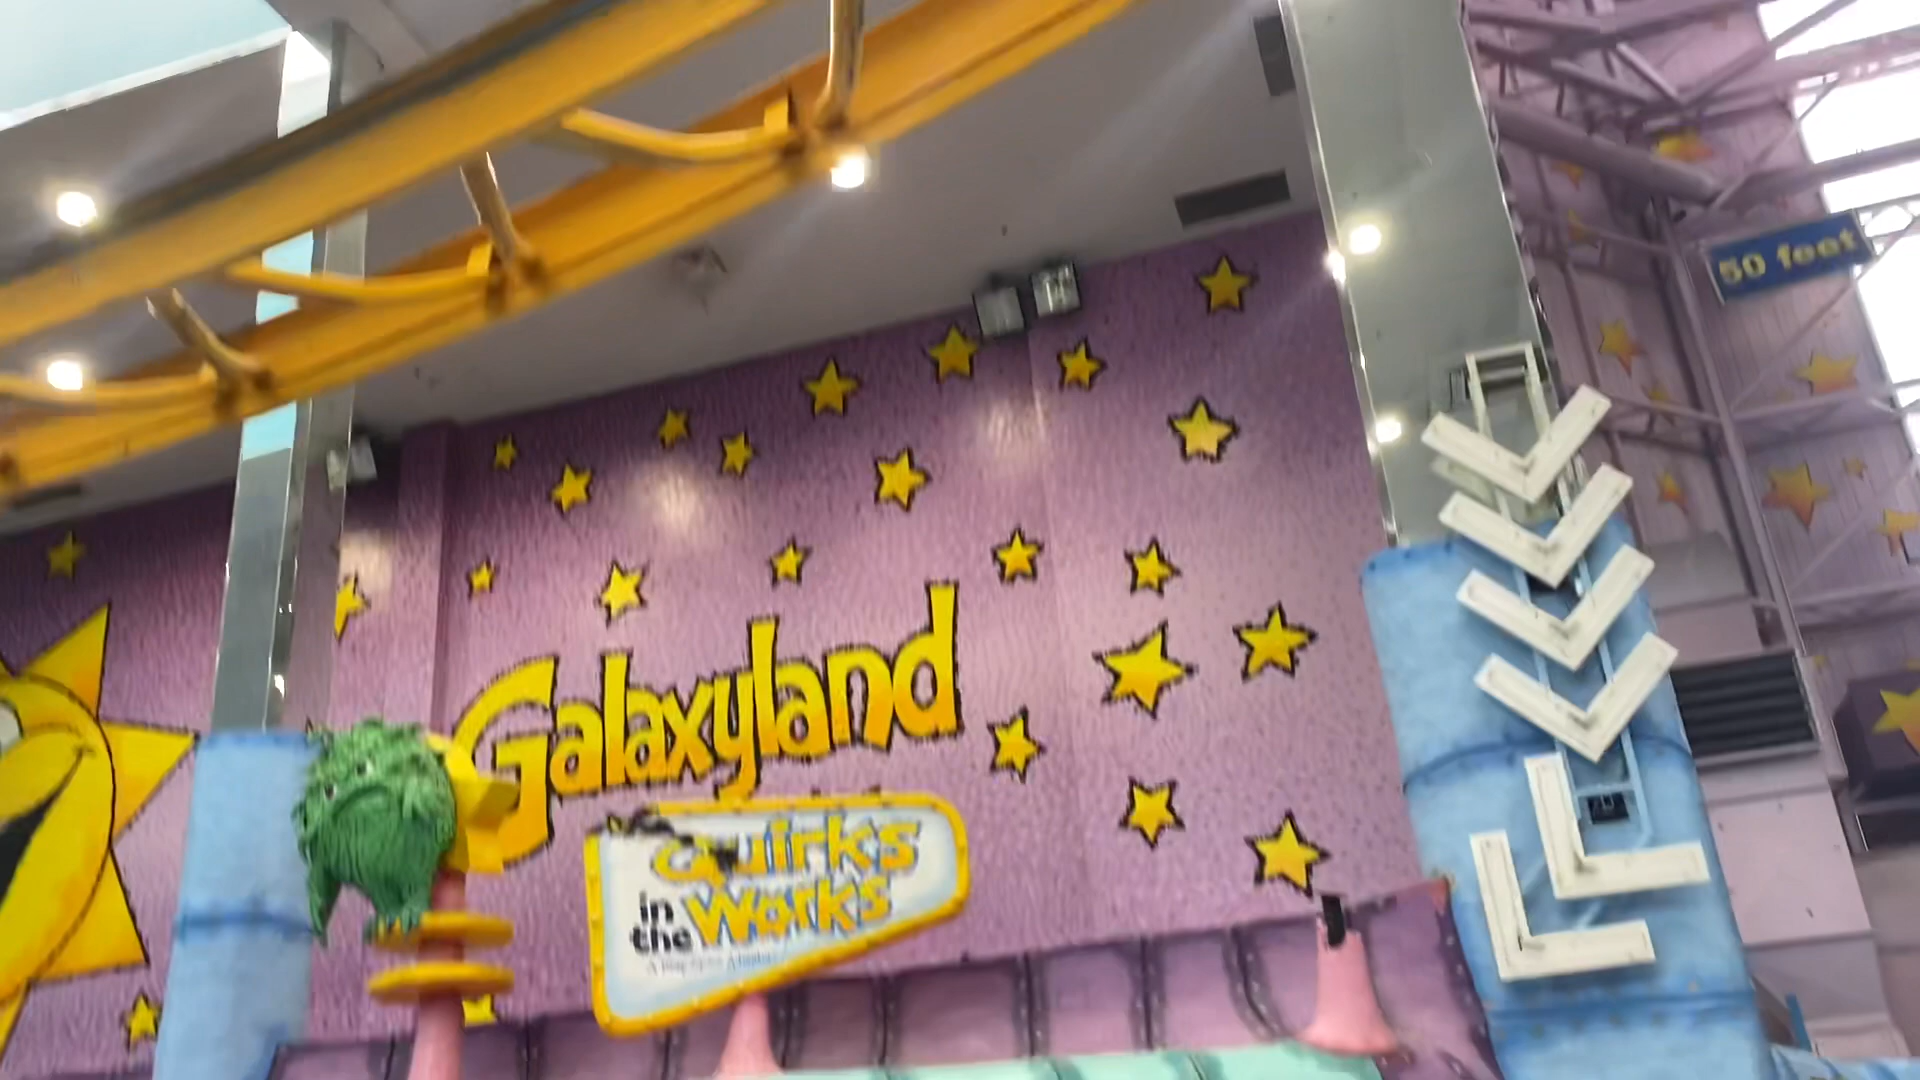 50 feet
Galaxyland
Quirks
in the Works